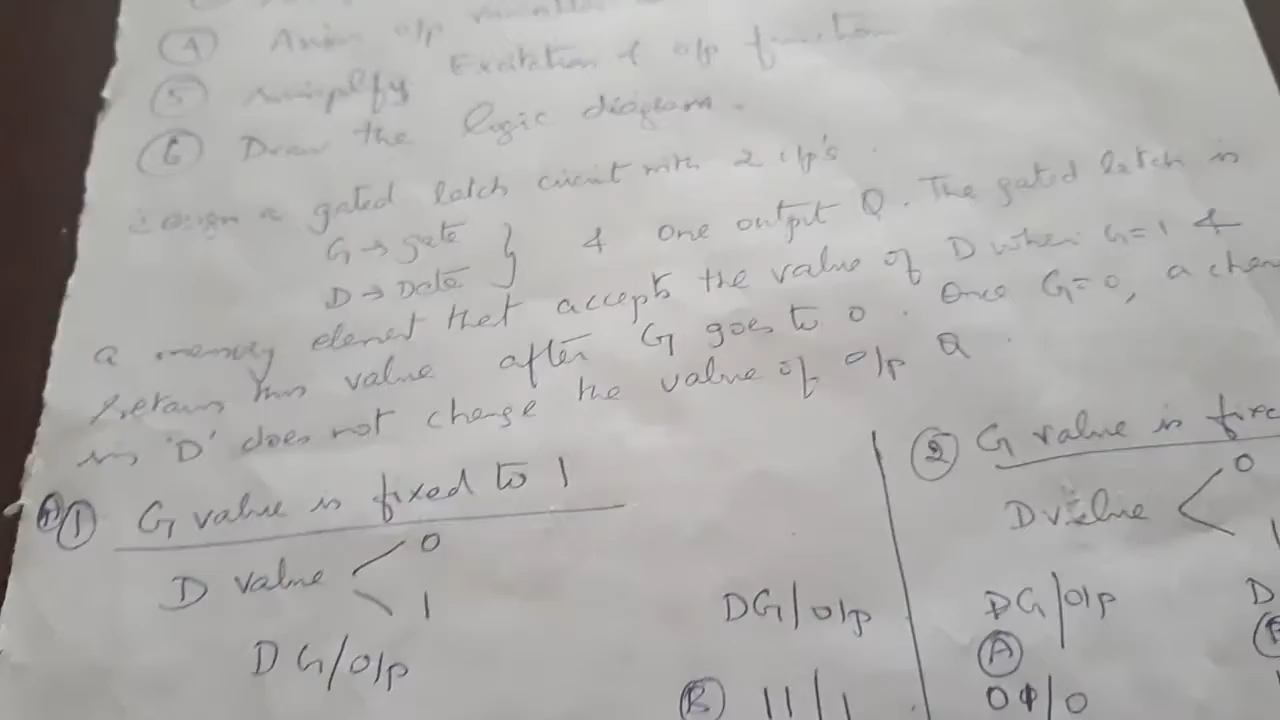 4 Assign o/p
5 Simplify Excitation & o/p function
6 Draw the logic diagram.
a gated latch circuit with 2 i/p's.
G → gate
D → Data } & one output Q. The gated latch is
a memory element that accepts the value of D when G=1 &
retains this value after G goes to 0. Once G=0, a
in 'D' does not change the value of o/p Q.
① G value is fixed to 1
D value < 0
1
DG/o/p
DG/o/p
B 11/1
② G value is
D value < 0
1
DG/o/p
D
A
0/0